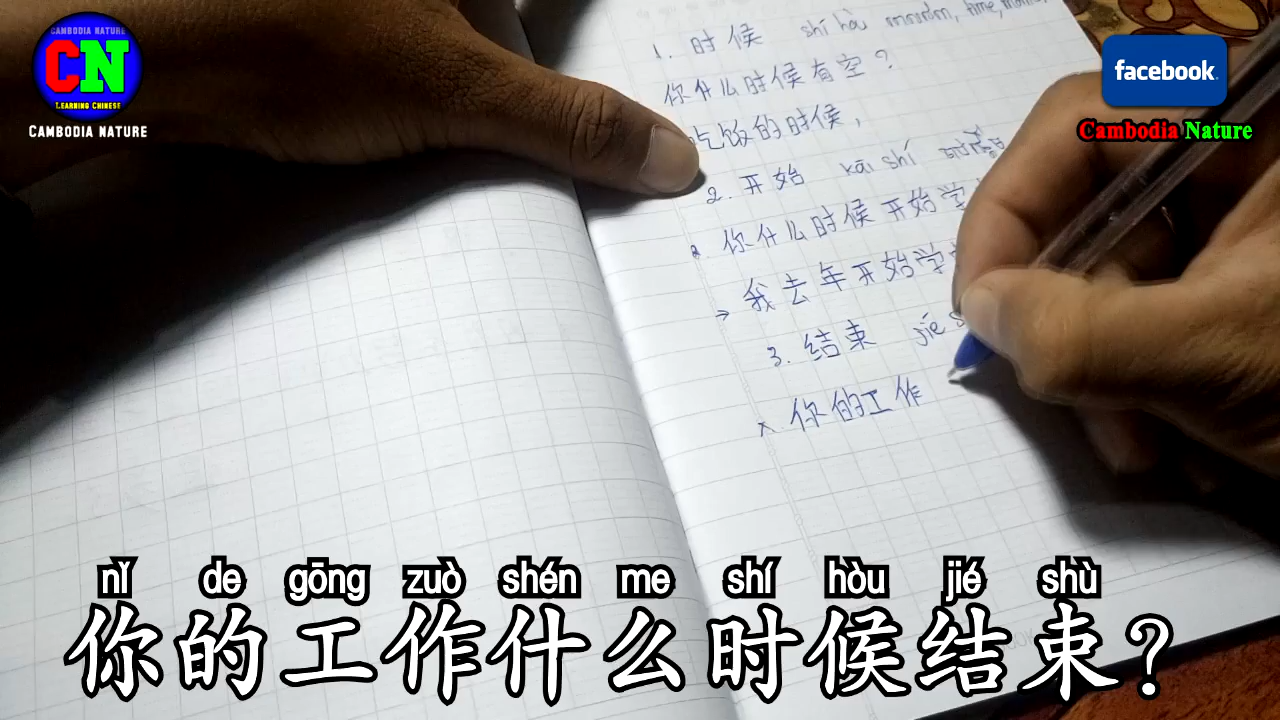 CAMBODIA NATURE
CN
LEARNING CHINESE
CAMBODIA NATURE
facebook
Cambodia Nature
1. 时候 shí hòu time,
你什么时候有空?
吃饭的时候,
2. 开始 kāi shí
你什么时候开始学
→ 我去年开始学
3. 结束 jié s
你的工作
nǐ de gōng zuò shén me shí hòu jié shù
你的工作什么时候结束?